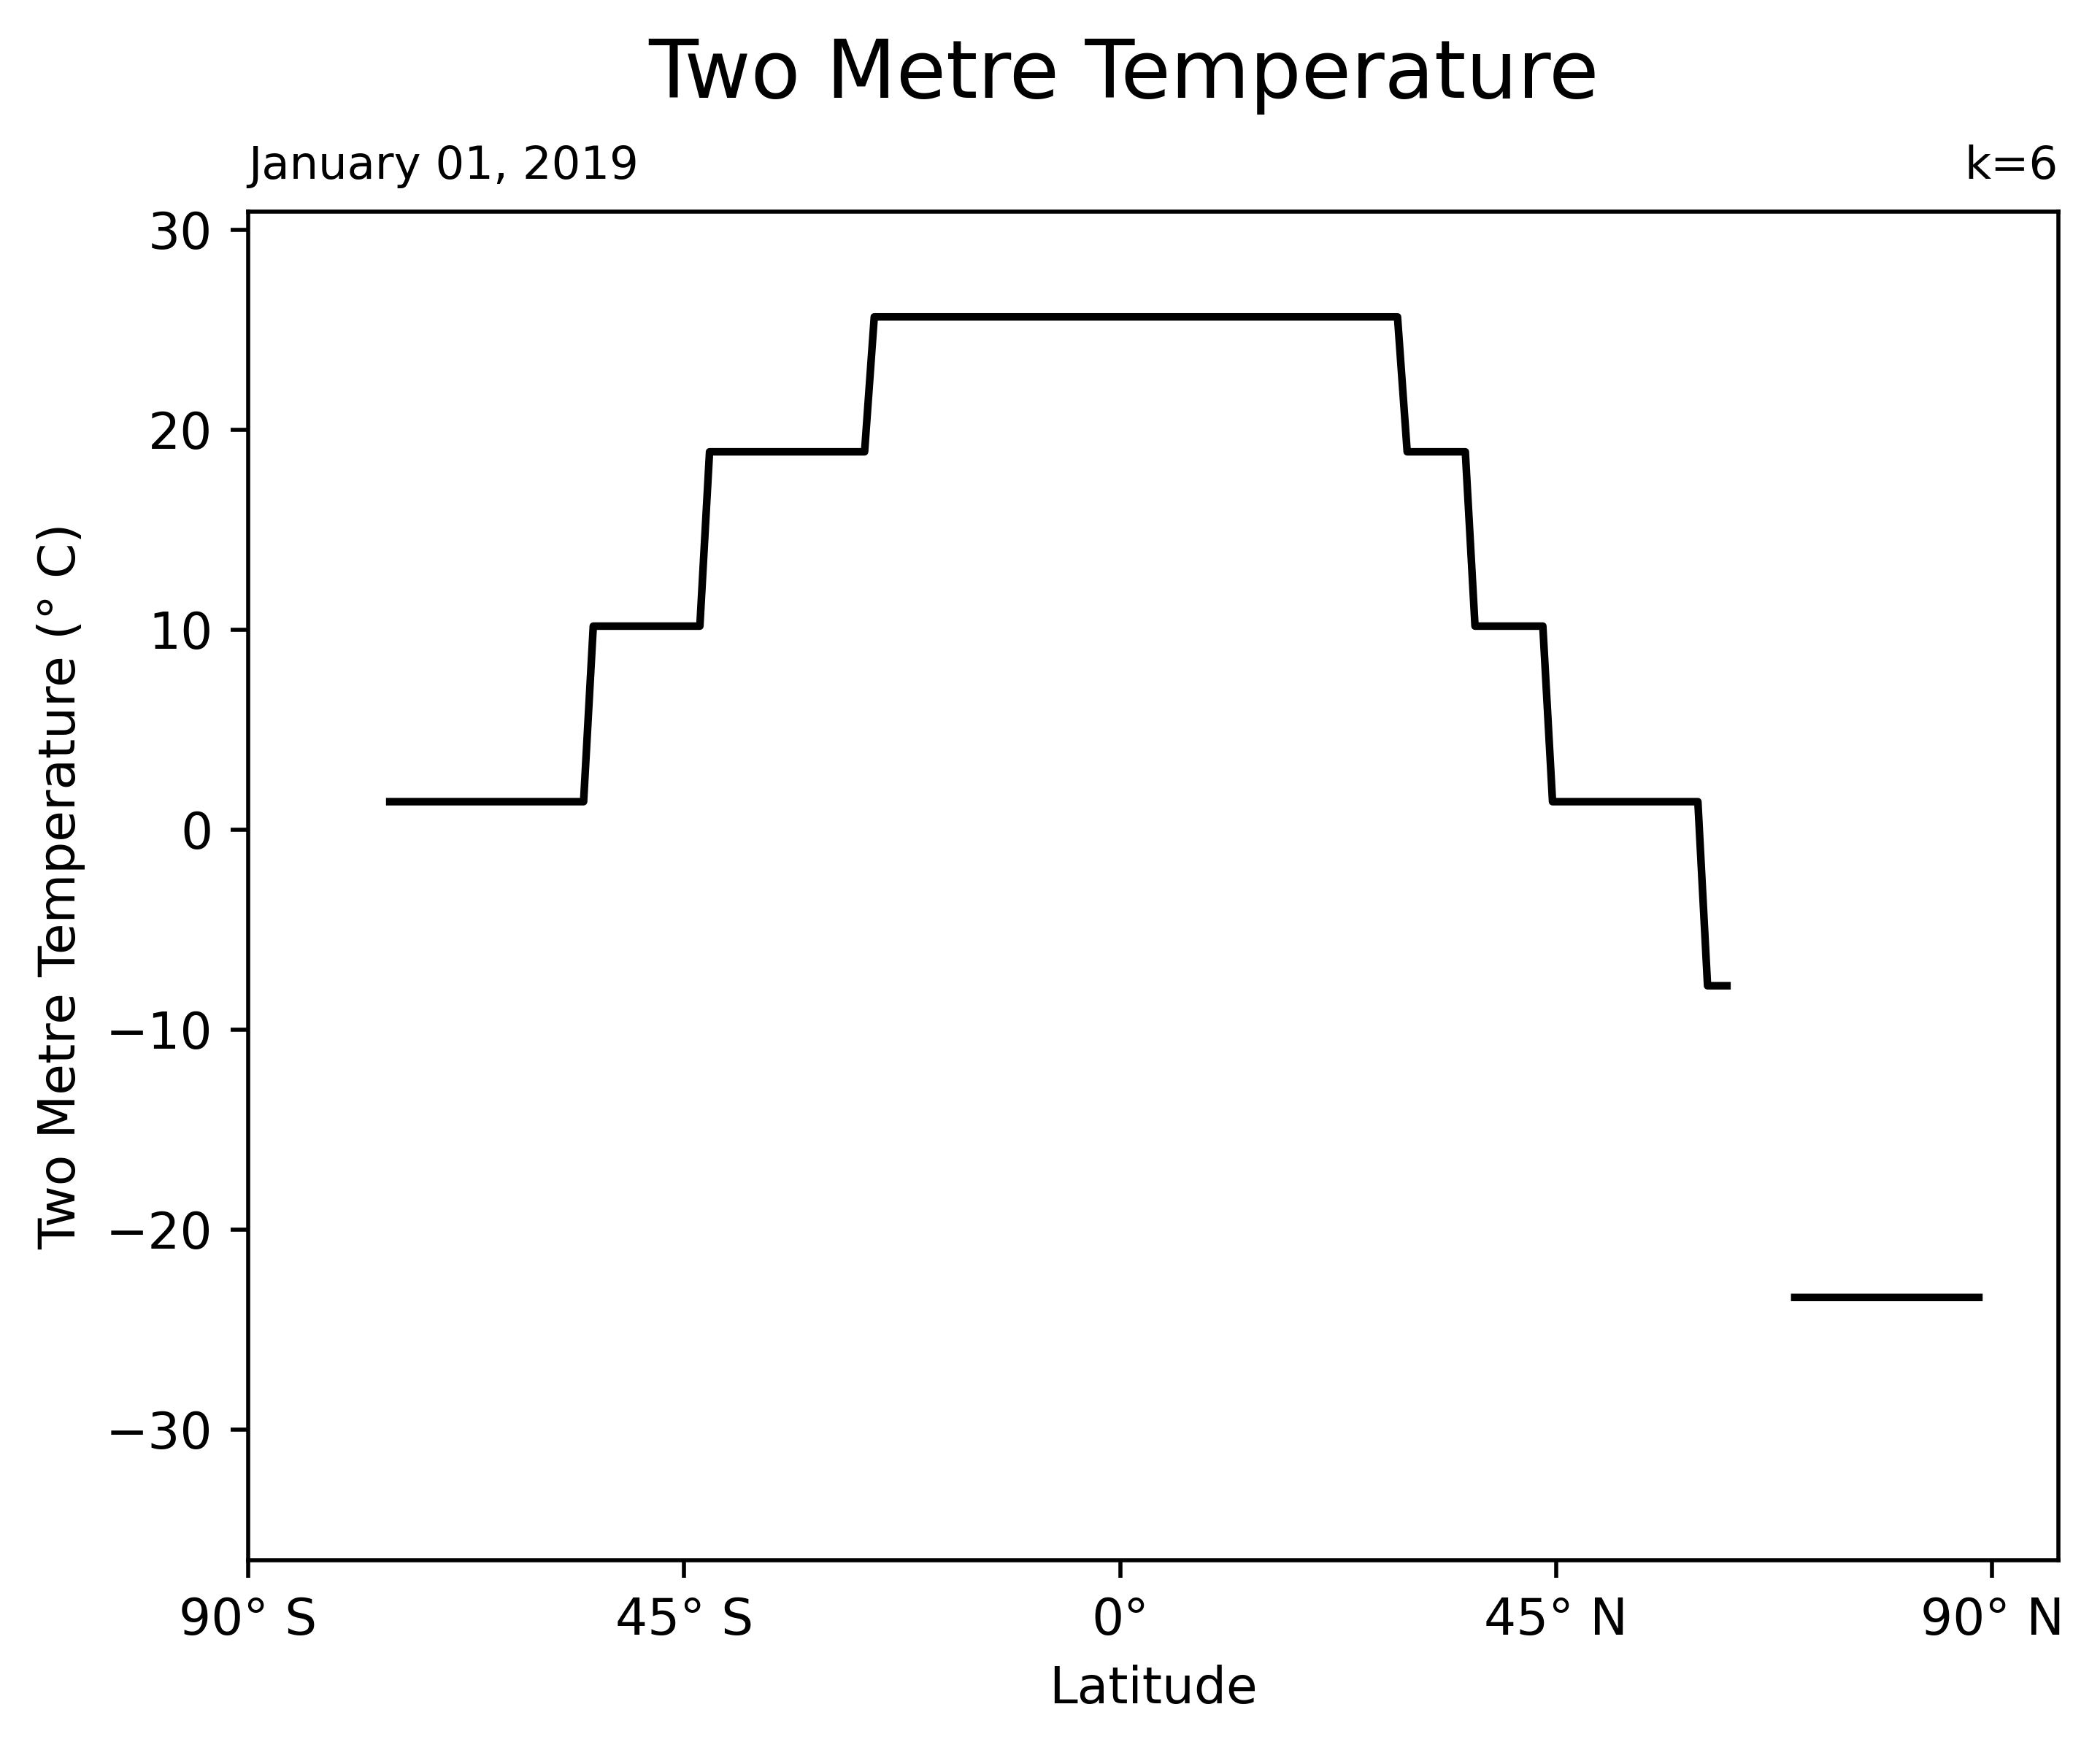 Two Metre Temperature
January 01, 2019
k=6
30
20
10
0
−10
−20
−30
Two Metre Temperature (° C)
90° S
45° S
0°
45° N
90° N
Latitude